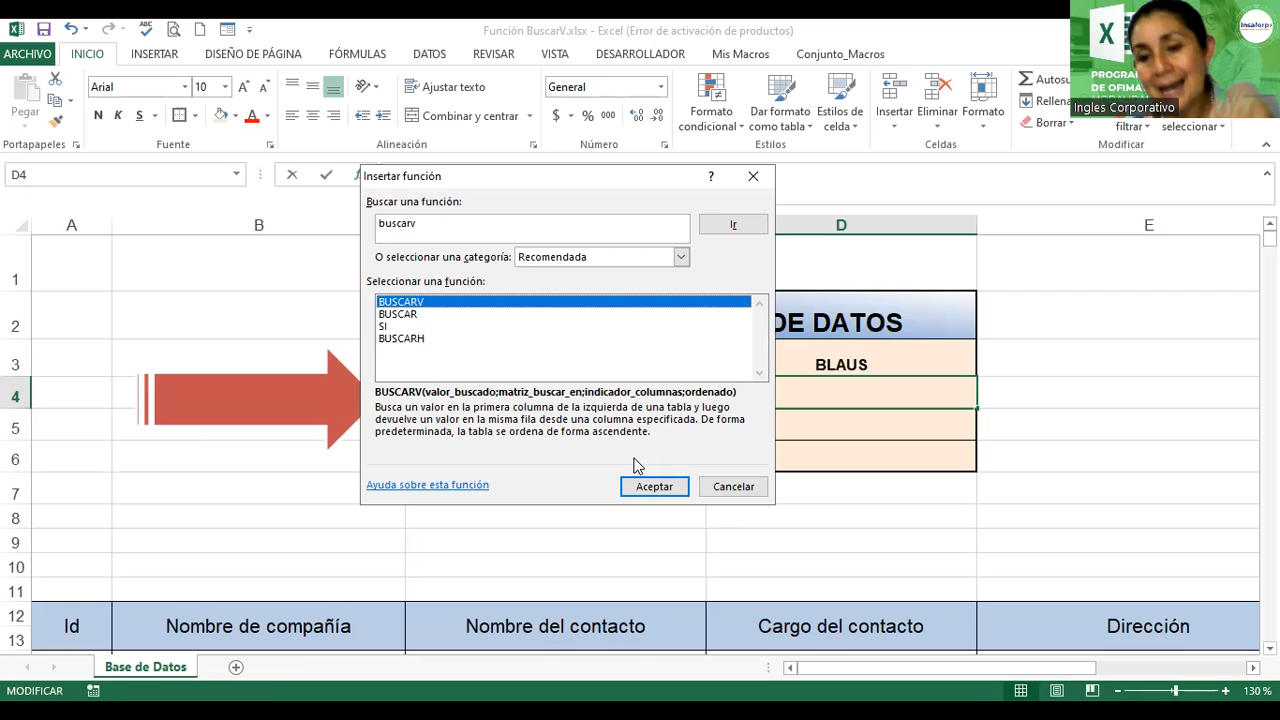 Función BuscarV.xlsx - Excel (Error de activación de productos)
ABC
ARCHIVO INICIO INSERTAR DISEÑO DE PÁGINA FÓRMULAS DATOS REVISAR VISTA DESARROLLADOR Mis Macros Conjunto_Macros
Insaforp
PROGRAM
DE OFIMA
Ingles Corporativo
Pegar
Portapapeles
Arial 10
N K S
Fuente
Ajustar texto
Combinar y centrar
Alineación
General
$ % 000
Número
Formato condicional
Dar formato como tabla
Estilos de celda
Insertar Eliminar Formato
Celdas
Autosu
Rellena
Borrar
filtrar
seleccionar
Modificar
D4
Insertar función
?
Buscar una función:
buscarv
Ir
O seleccionar una categoría: Recomendada
Seleccionar una función:
BUSCARV
BUSCAR
SI
BUSCARH
BUSCARV(valor_buscado;matriz_buscar_en;indicador_columnas;ordenado)
Busca un valor en la primera columna de la izquierda de una tabla y luego
devuelve un valor en la misma fila desde una columna especificada. De forma
predeterminada, la tabla se ordena de forma ascendente.
Ayuda sobre esta función
Aceptar Cancelar
A B D E
1
2 DE DATOS
3 BLAUS
4
5
6
7
8
9
10
11
12
13
Id Nombre de compañía Nombre del contacto Cargo del contacto Dirección
Base de Datos
MODIFICAR
130 %